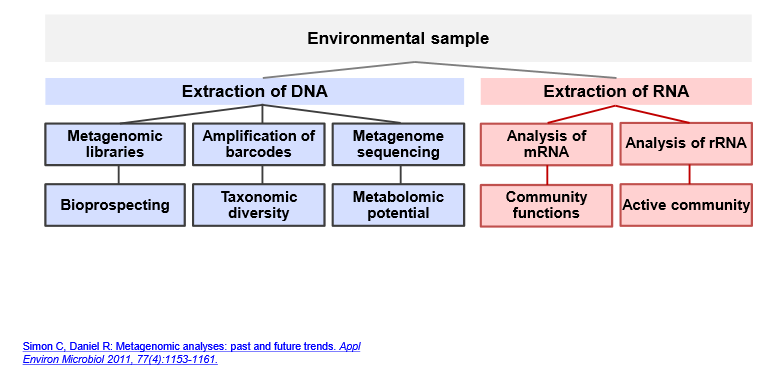 Environmental sample
Extraction of DNA
Extraction of RNA
Metagenomic
libraries
Amplification of
barcodes
Metagenome
sequencing
Analysis of
mRNA
Analysis of rRNA
Bioprospecting
Taxonomic
diversity
Metabolomic
potential
Community
functions
Active community
Simon C, Daniel R: Metagenomic analyses: past and future trends. Appl
Environ Microbiol 2011, 77(4):1153-1161.